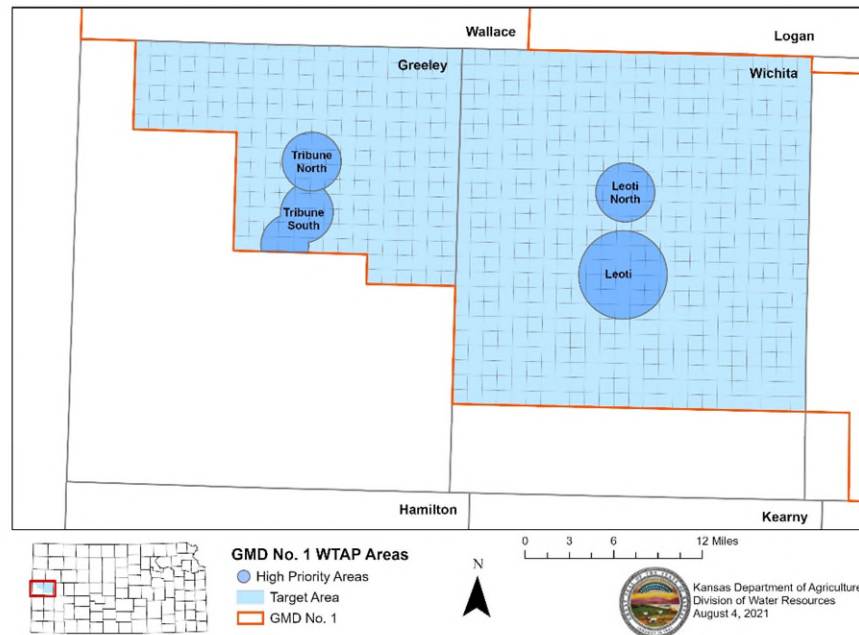 Wallace
Logan
Greeley
Wichita
Tribune
North
Leoti
North
Tribune
South
Leoti
Hamilton
Kearny
GMD No. 1 WTAP Areas
High Priority Areas
Target Area
GMD No. 1
N
0 3 6 12 Miles
Kansas Department of Agriculture
Division of Water Resources
August 4, 2021